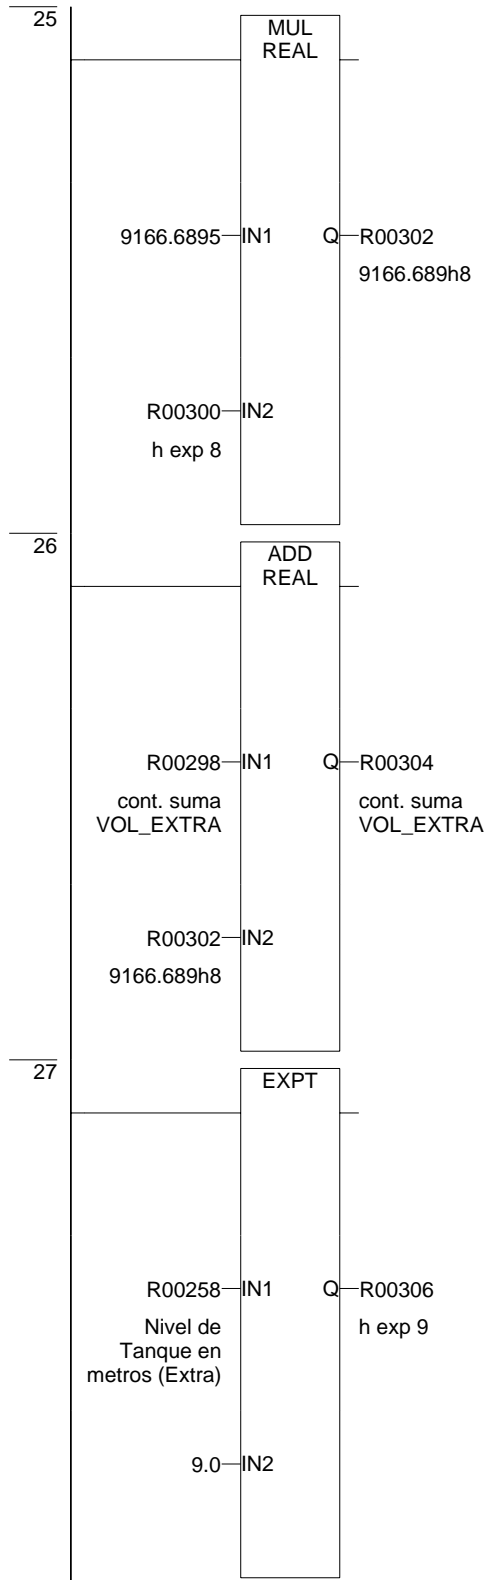 25
MUL
REAL
9166.6895 IN1 Q R00302
9166.689h8
R00300 IN2
h exp 8
26
ADD
REAL
R00298 IN1 Q R00304
cont. suma cont. suma
VOL_EXTRA VOL_EXTRA
R00302 IN2
9166.689h8
27
EXPT
R00258 IN1 Q R00306
Nivel de h exp 9
Tanque en
metros (Extra)
9.0 IN2